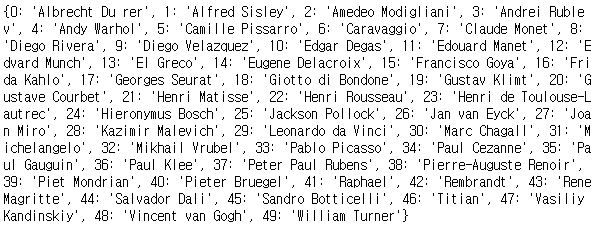 {0: 'Albrecht Du rer', 1: 'Alfred Sisley', 2: 'Amedeo Modigliani', 3: 'Andrei Ruble
v', 4: 'Andy Warhol', 5: 'Camille Pissarro', 6: 'Caravaggio', 7: 'Claude Monet', 8:
'Diego Rivera', 9: 'Diego Velazquez', 10: 'Edgar Degas', 11: 'Edouard Manet', 12: 'E
dvard Munch', 13: 'El Greco', 14: 'Eugene Delacroix', 15: 'Francisco Goya', 16: 'Fri
da Kahlo', 17: 'Georges Seurat', 18: 'Giotto di Bondone', 19: 'Gustav Klimt', 20: 'G
ustave Courbet', 21: 'Henri Matisse', 22: 'Henri Rousseau', 23: 'Henri de Toulouse-L
autrec', 24: 'Hieronymus Bosch', 25: 'Jackson Pollock', 26: 'Jan van Eyck', 27: 'Joa
n Miro', 28: 'Kazimir Malevich', 29: 'Leonardo da Vinci', 30: 'Marc Chagall', 31: 'M
ichelangelo', 32: 'Mikhail Vrubel', 33: 'Pablo Picasso', 34: 'Paul Cezanne', 35: 'Pa
ul Gauguin', 36: 'Paul Klee', 37: 'Peter Paul Rubens', 38: 'Pierre-Auguste Renoir',
39: 'Piet Mondrian', 40: 'Pieter Bruegel', 41: 'Raphael', 42: 'Rembrandt', 43: 'Rene
Magritte', 44: 'Salvador Dali', 45: 'Sandro Botticelli', 46: 'Titian', 47: 'Vasiliy
Kandinskiy', 48: 'Vincent van Gogh', 49: 'William Turner'}